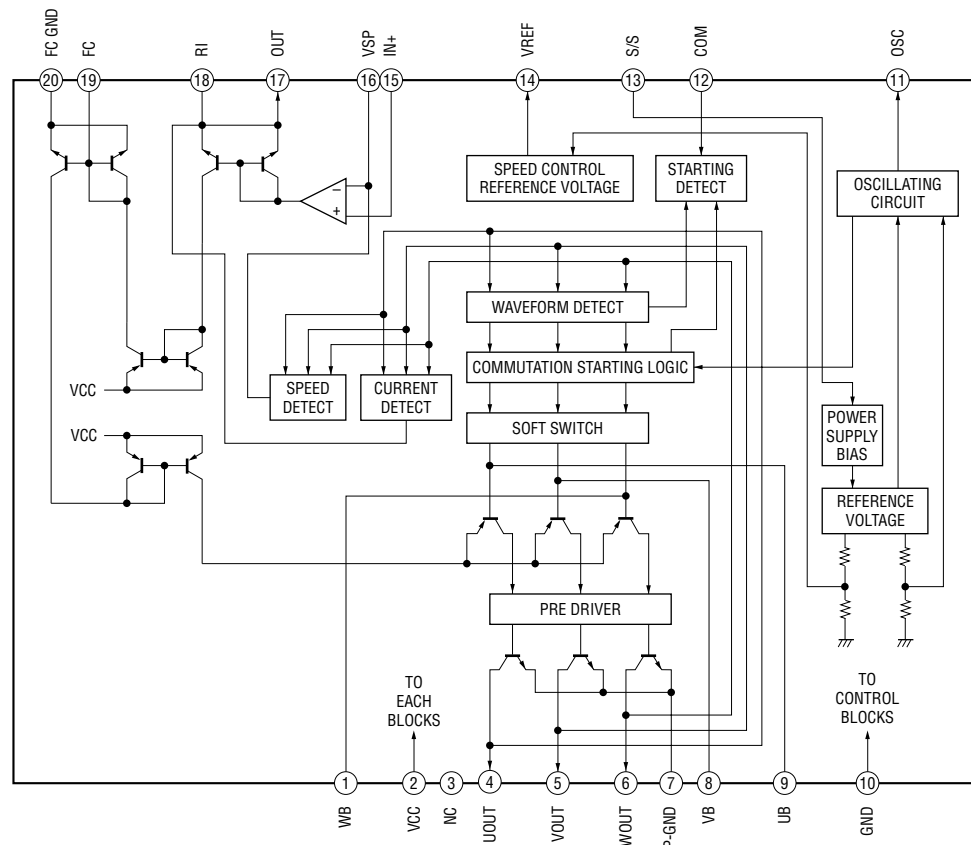 FC GND
FC
RI
OUT
VSP
IN+
VREF
S/S
COM
OSC
20
19
18
17
16
15
14
13
12
11
SPEED CONTROL
REFERENCE VOLTAGE
STARTING
DETECT
OSCILLATING
CIRCUIT
−
+
WAVEFORM DETECT
COMMUTATION STARTING LOGIC
VCC
SPEED
DETECT
CURRENT
DETECT
SOFT SWITCH
POWER
SUPPLY
BIAS
VCC
REFERENCE
VOLTAGE
PRE DRIVER
TO
EACH
BLOCKS
TO
CONTROL
BLOCKS
1
2
3
4
5
6
7
8
9
10
WB
VCC
NC
UOUT
VOUT
WOUT
P-GND
VB
UB
GND